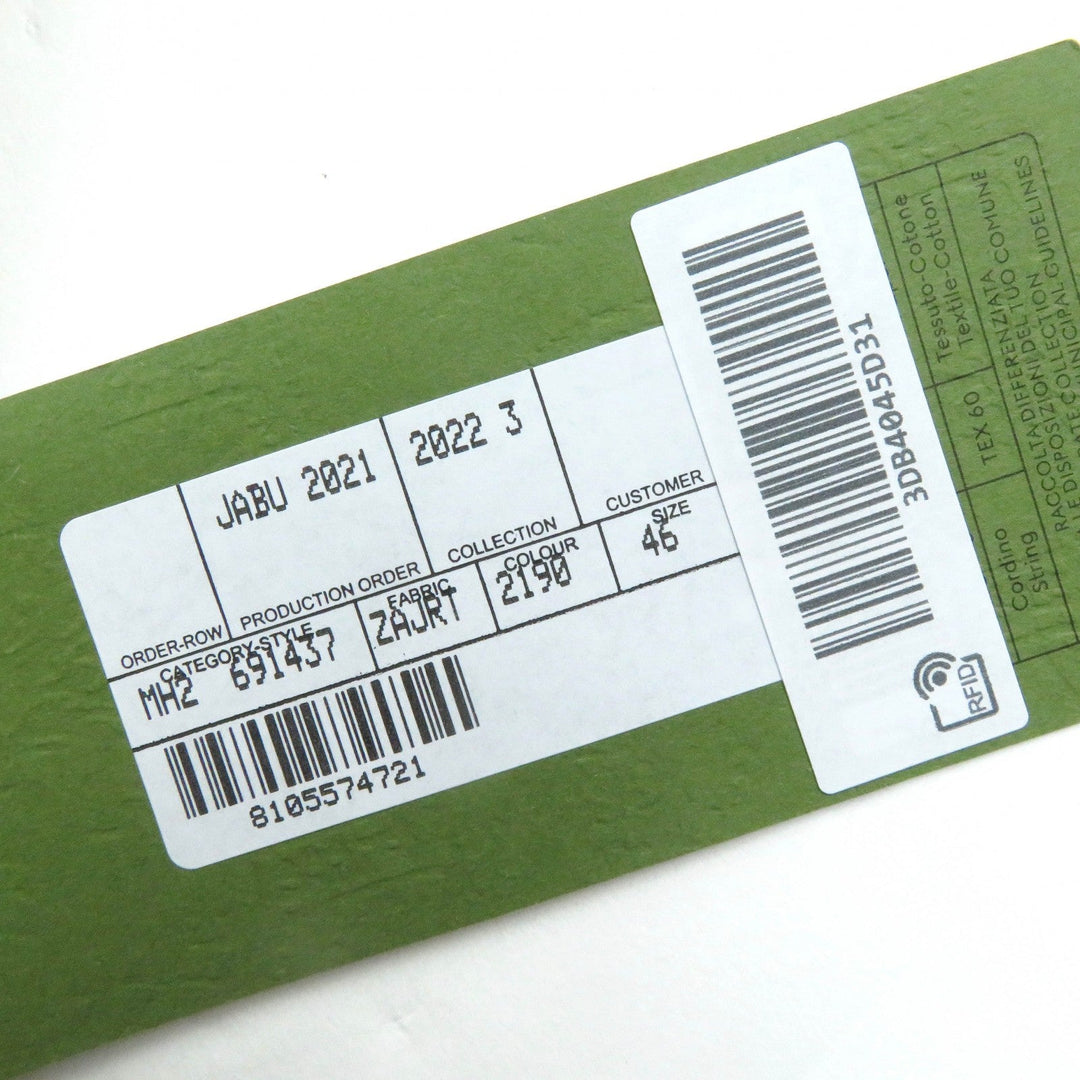 JABU 2021
2022 3
ORDER-ROW
PRODUCTION ORDER
COLLECTION
CUSTOMER
CATEGORY-STYLE
FABRIC
COLOUR
SIZE
MH2 691437
ZAJRT
2190
46
8105574721
3DB4045D31
RFID
Tessuto-Cotone
Textile-Cotton
TEX 60
Cordino
String
RACCOLTA DIFFERENZIATA
LE DISPOSIZIONI DEL TUO COMUNE
COLLECTION
MUNICIPAL GUIDELINES